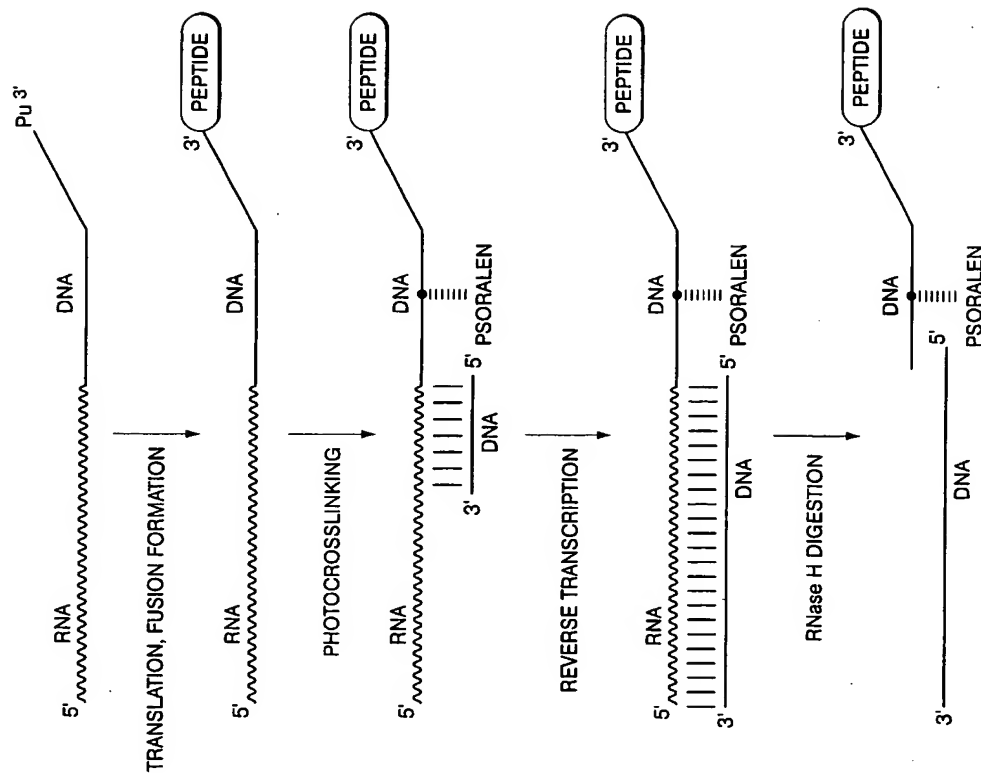 5'
RNA
DNA
Pu 3'
TRANSLATION, FUSION FORMATION
5'
RNA
DNA
3'
PEPTIDE
PHOTOCROSSLINKING
5'
RNA
DNA
3'
PEPTIDE
PSORALEN
3'
DNA
5'
REVERSE TRANSCRIPTION
5'
RNA
DNA
3'
PEPTIDE
PSORALEN
3'
DNA
5'
RNase H DIGESTION
DNA
3'
PEPTIDE
PSORALEN
3'
DNA
5'